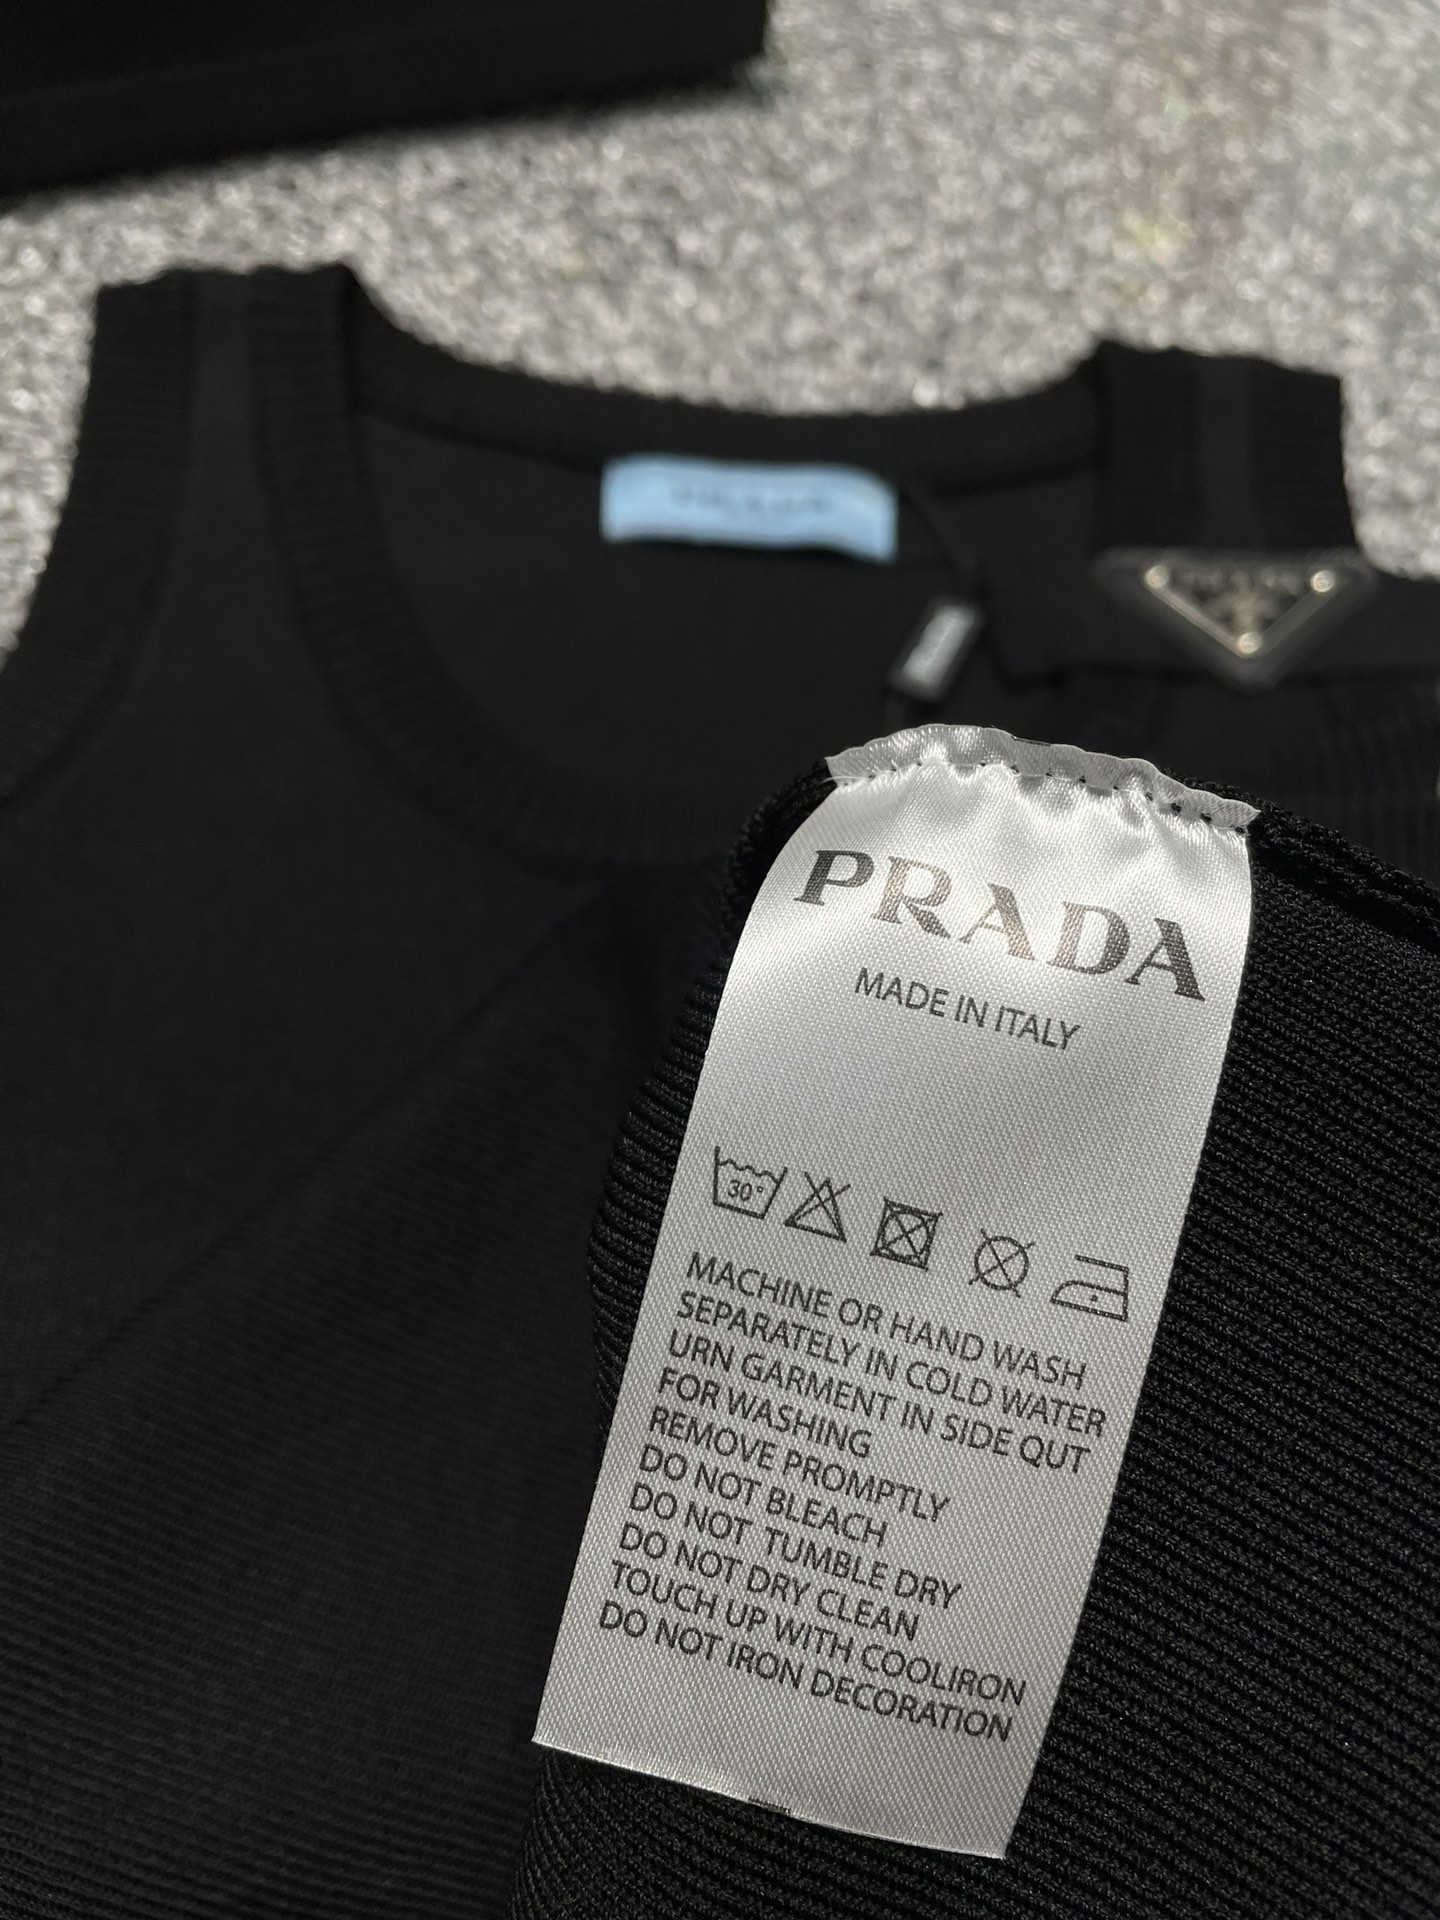 PRADA
PRADA
PRADA
MADE IN ITALY
30°
MACHINE OR HAND WASH
SEPARATELY IN COLD WATER
URN GARMENT IN SIDE QUT
FOR WASHING
REMOVE PROMPTLY
DO NOT BLEACH
DO NOT TUMBLE DRY
DO NOT DRY CLEAN
TOUCH UP WITH COOLIRON
DO NOT IRON DECORATION